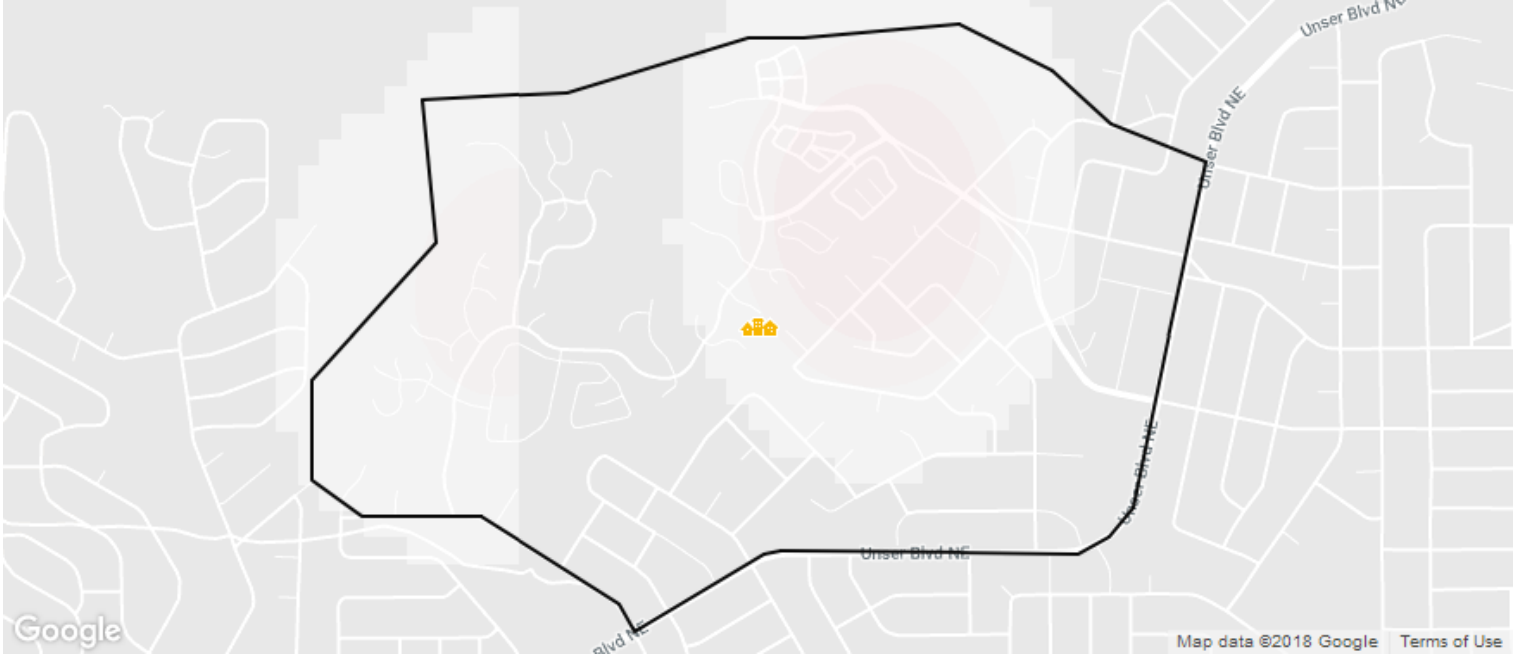 Unser Blvd NE
Unser Blvd NE
Unser Blvd NE
Unser Blvd NE
Blvd NE
Google
Map data ©2018 Google
Terms of Use